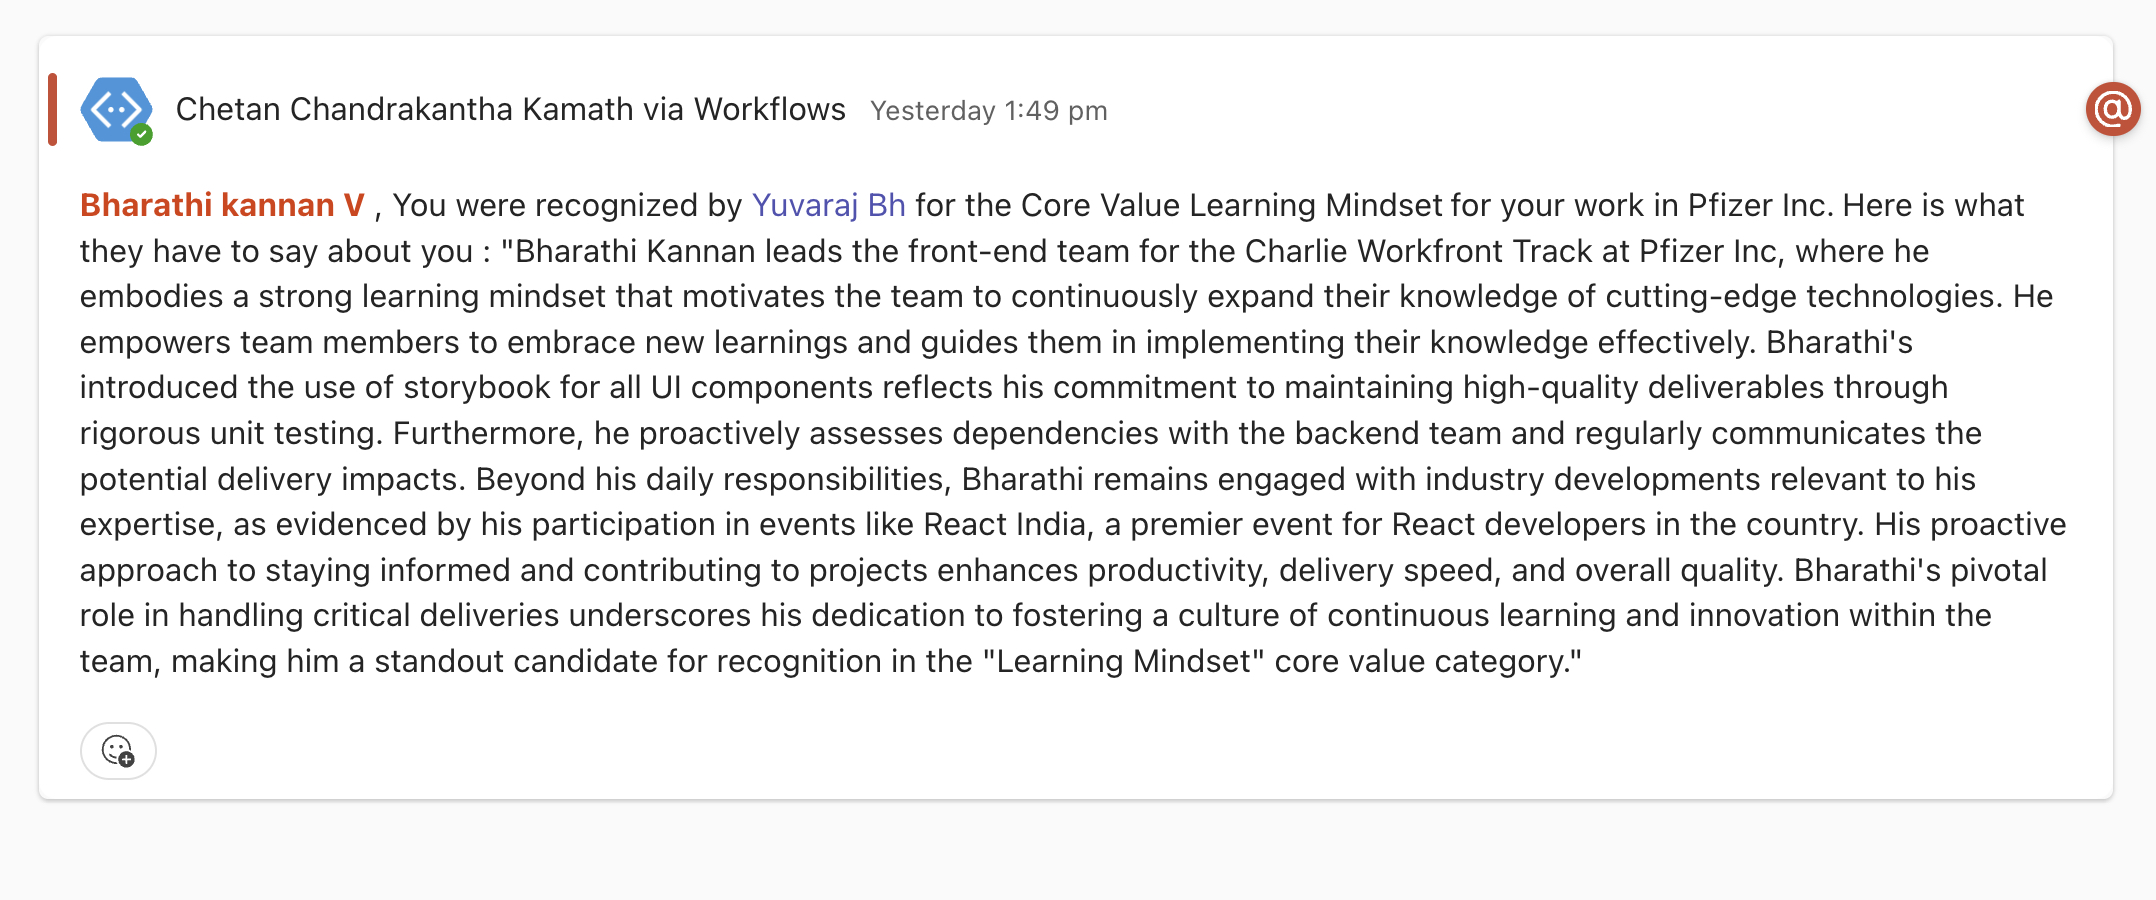 Chetan Chandrakantha Kamath via Workflows Yesterday 1:49 pm
@
Bharathi kannan V , You were recognized by Yuvaraj Bh for the Core Value Learning Mindset for your work in Pfizer Inc. Here is what
they have to say about you : "Bharathi Kannan leads the front-end team for the Charlie Workfront Track at Pfizer Inc, where he
embodies a strong learning mindset that motivates the team to continuously expand their knowledge of cutting-edge technologies. He
empowers team members to embrace new learnings and guides them in implementing their knowledge effectively. Bharathi's
introduced the use of storybook for all UI components reflects his commitment to maintaining high-quality deliverables through
rigorous unit testing. Furthermore, he proactively assesses dependencies with the backend team and regularly communicates the
potential delivery impacts. Beyond his daily responsibilities, Bharathi remains engaged with industry developments relevant to his
expertise, as evidenced by his participation in events like React India, a premier event for React developers in the country. His proactive
approach to staying informed and contributing to projects enhances productivity, delivery speed, and overall quality. Bharathi's pivotal
role in handling critical deliveries underscores his dedication to fostering a culture of continuous learning and innovation within the
team, making him a standout candidate for recognition in the "Learning Mindset" core value category."